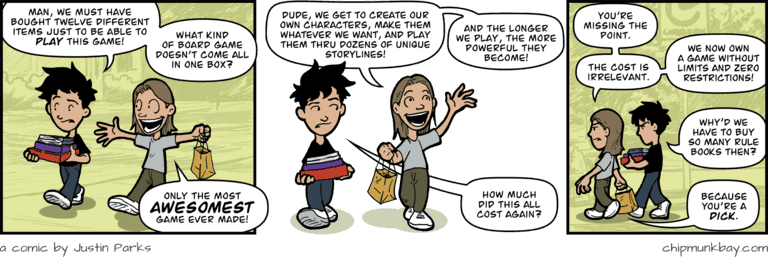 MAN, WE MUST HAVE
BOUGHT TWELVE DIFFERENT
ITEMS JUST TO BE ABLE TO
PLAY THIS GAME!
WHAT KIND
OF BOARD GAME
DOESN'T COME ALL
IN ONE BOX?
ONLY THE MOST
AWESOMEST
GAME EVER MADE!
DUDE, WE GET TO CREATE OUR
OWN CHARACTERS, MAKE THEM
WHATEVER WE WANT, AND PLAY
THEM THRU DOZENS OF UNIQUE
STORYLINES!
AND THE LONGER
WE PLAY, THE MORE
POWERFUL THEY
BECOME!
HOW MUCH
DID THIS ALL
COST AGAIN?
YOU'RE
MISSING THE
POINT.
THE COST IS
IRRELEVANT.
WE NOW OWN
A GAME WITHOUT
LIMITS AND ZERO
RESTRICTIONS!
WHY'D WE
HAVE TO BUY
SO MANY RULE
BOOKS THEN?
BECAUSE
YOU'RE A
DICK.
a comic by Justin Parks
chipmunkbay.com